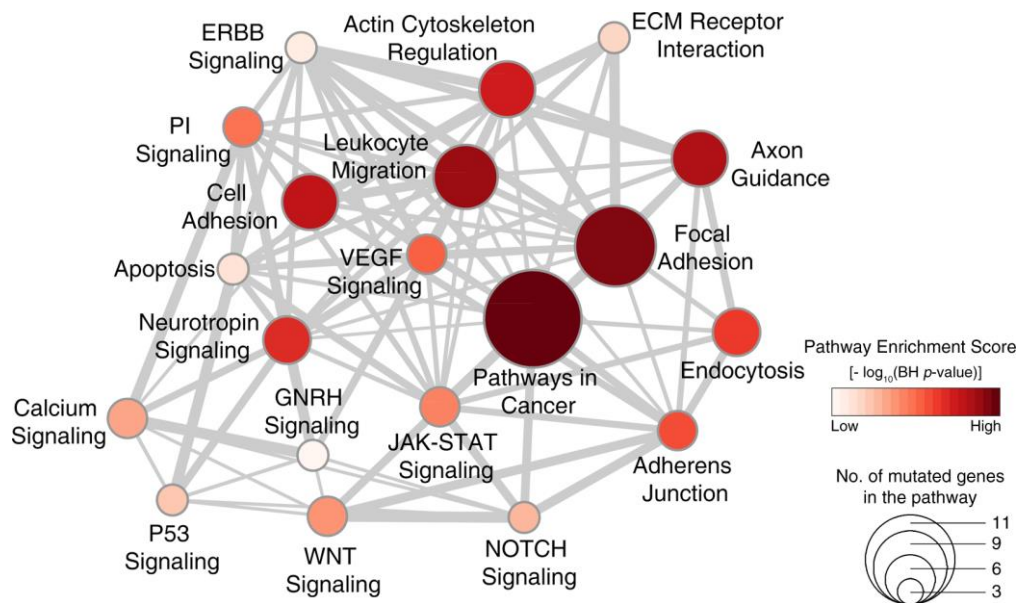 ERBB
Signaling
Actin Cytoskeleton
Regulation
ECM Receptor
Interaction
PI
Signaling
Leukocyte
Migration
Axon
Guidance
Cell
Adhesion
Apoptosis
VEGF
Signaling
Focal
Adhesion
Neurotropin
Signaling
Pathways in
Cancer
Endocytosis
Calcium
Signaling
GNRH
Signaling
JAK-STAT
Signaling
Adherens
Junction
P53
Signaling
WNT
Signaling
NOTCH
Signaling
Pathway Enrichment Score
[- log10(BH p-value)]
Low High
No. of mutated genes
in the pathway
11
9
6
3